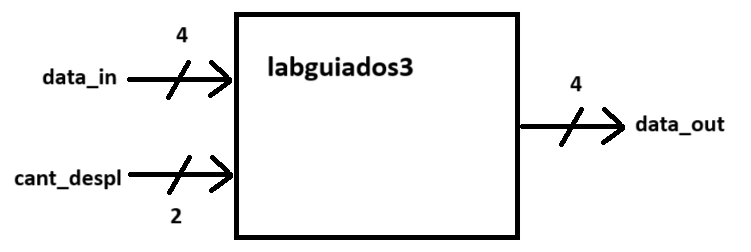 4
data_in
labguiados3
4
data_out
cant_despl
2